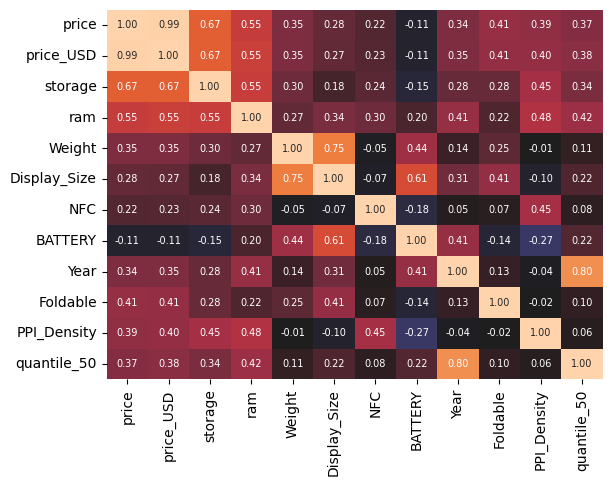 price 1.00 0.99 0.67 0.55 0.35 0.28 0.22 -0.11 0.34 0.41 0.39 0.37
price_USD 0.99 1.00 0.67 0.55 0.35 0.27 0.23 -0.11 0.35 0.41 0.40 0.38
storage 0.67 0.67 1.00 0.55 0.30 0.18 0.24 -0.15 0.28 0.28 0.45 0.34
ram 0.55 0.55 0.55 1.00 0.27 0.34 0.30 0.20 0.41 0.22 0.48 0.42
Weight 0.35 0.35 0.30 0.27 1.00 0.75 -0.05 0.44 0.14 0.25 -0.01 0.11
Display_Size 0.28 0.27 0.18 0.34 0.75 1.00 -0.07 0.61 0.31 0.41 -0.10 0.22
NFC 0.22 0.23 0.24 0.30 -0.05 -0.07 1.00 -0.18 0.05 0.07 0.45 0.08
BATTERY -0.11 -0.11 -0.15 0.20 0.44 0.61 -0.18 1.00 0.41 -0.14 -0.27 0.22
Year 0.34 0.35 0.28 0.41 0.14 0.31 0.05 0.41 1.00 0.13 -0.04 0.80
Foldable 0.41 0.41 0.28 0.22 0.25 0.41 0.07 -0.14 0.13 1.00 -0.02 0.10
PPI_Density 0.39 0.40 0.45 0.48 -0.01 -0.10 0.45 -0.27 -0.04 -0.02 1.00 0.06
quantile_50 0.37 0.38 0.34 0.42 0.11 0.22 0.08 0.22 0.80 0.10 0.06 1.00
price
price_USD
storage
ram
Weight
Display_Size
NFC
BATTERY
Year
Foldable
PPI_Density
quantile_50